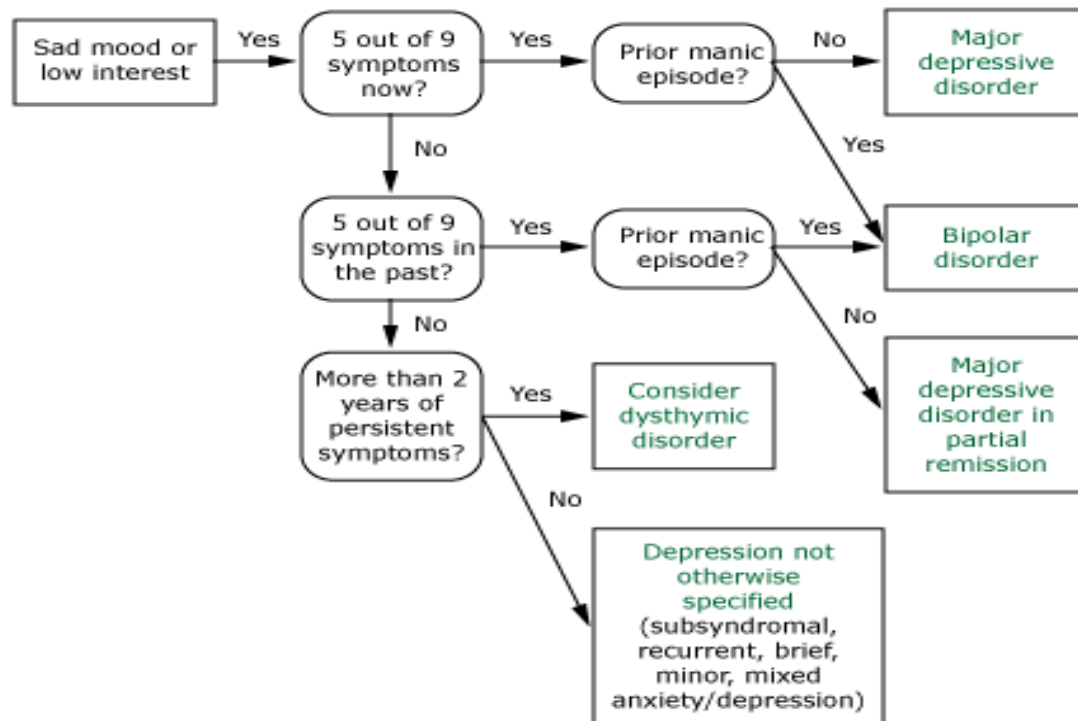 Sad mood or
low interest
Yes
5 out of 9
symptoms
now?
Yes
Prior manic
episode?
No
Major
depressive
disorder
Yes
No
5 out of 9
symptoms in
the past?
Yes
Prior manic
episode?
Yes
Bipolar
disorder
No
Major
depressive
disorder in
partial
remission
No
More than 2
years of
persistent
symptoms?
Yes
Consider
dysthymic
disorder
No
Depression not
otherwise
specified
(subsyndromal,
recurrent, brief,
minor, mixed
anxiety/depression)